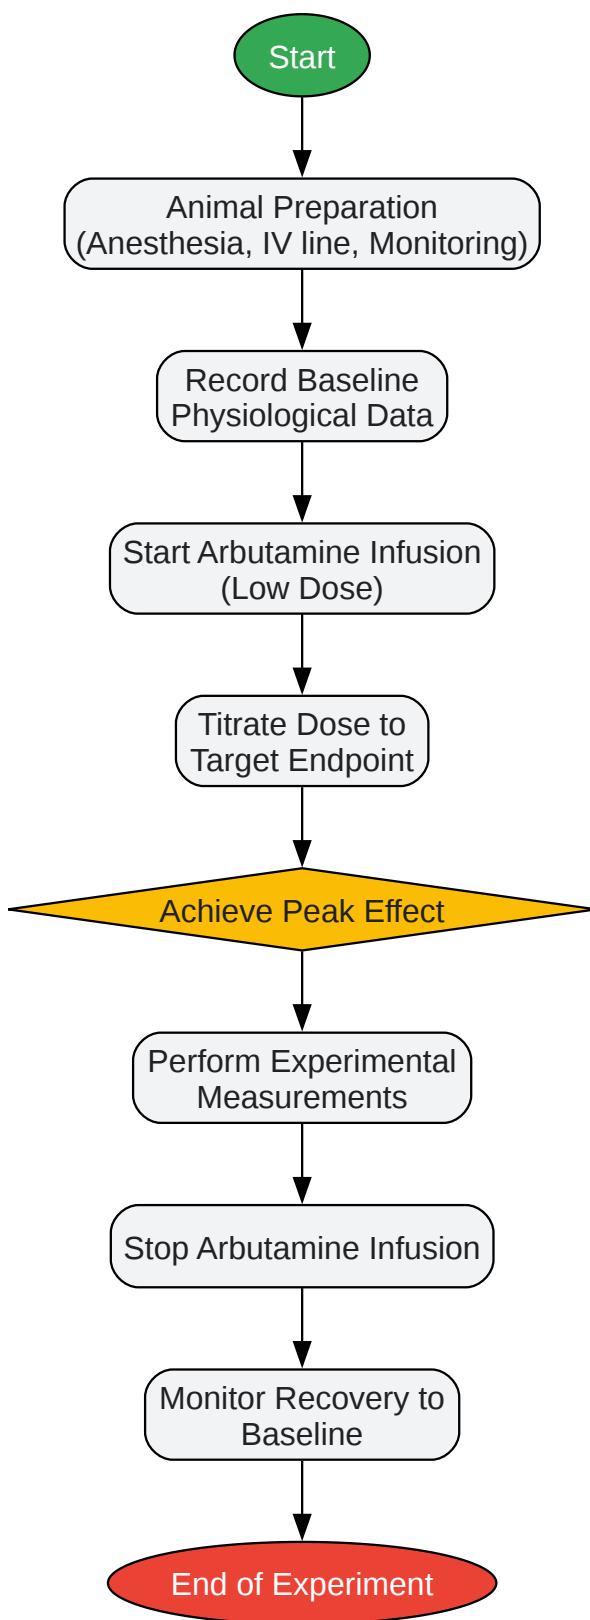 Start
Animal Preparation
(Anesthesia, IV line, Monitoring)
Record Baseline
Physiological Data
Start Arbutamine Infusion
(Low Dose)
Titrate Dose to
Target Endpoint
Achieve Peak Effect
Perform Experimental
Measurements
Stop Arbutamine Infusion
Monitor Recovery to
Baseline
End of Experiment